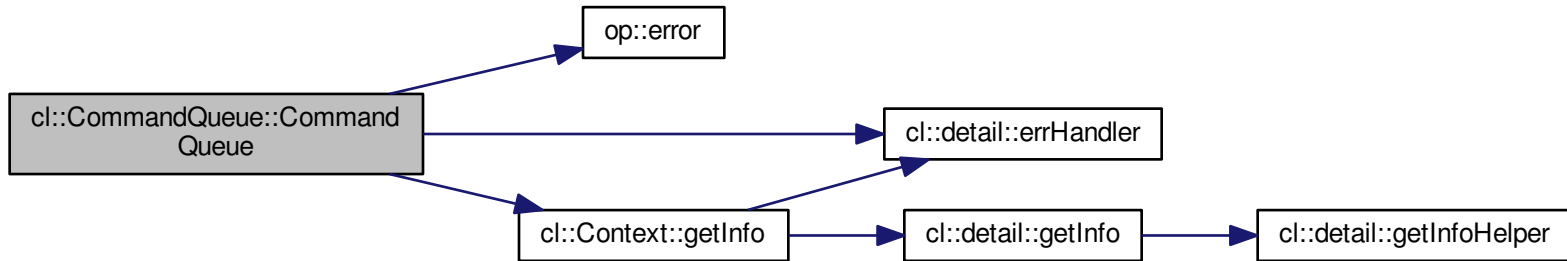 op::error
cl::CommandQueue::Command
Queue
cl::detail::errHandler
cl::Context::getInfo
cl::detail::getInfo
cl::detail::getInfoHelper